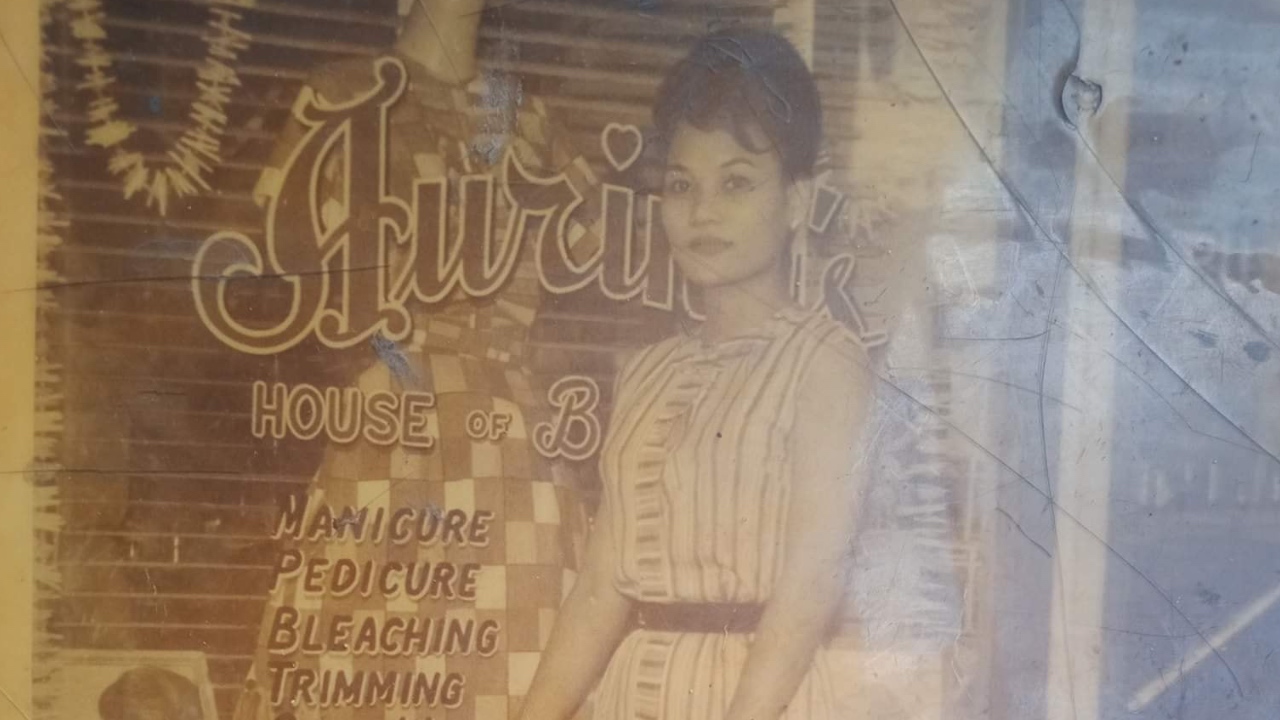 HOUSE OF B
MANICURE
PEDICURE
BLEACHING
TRIMMING